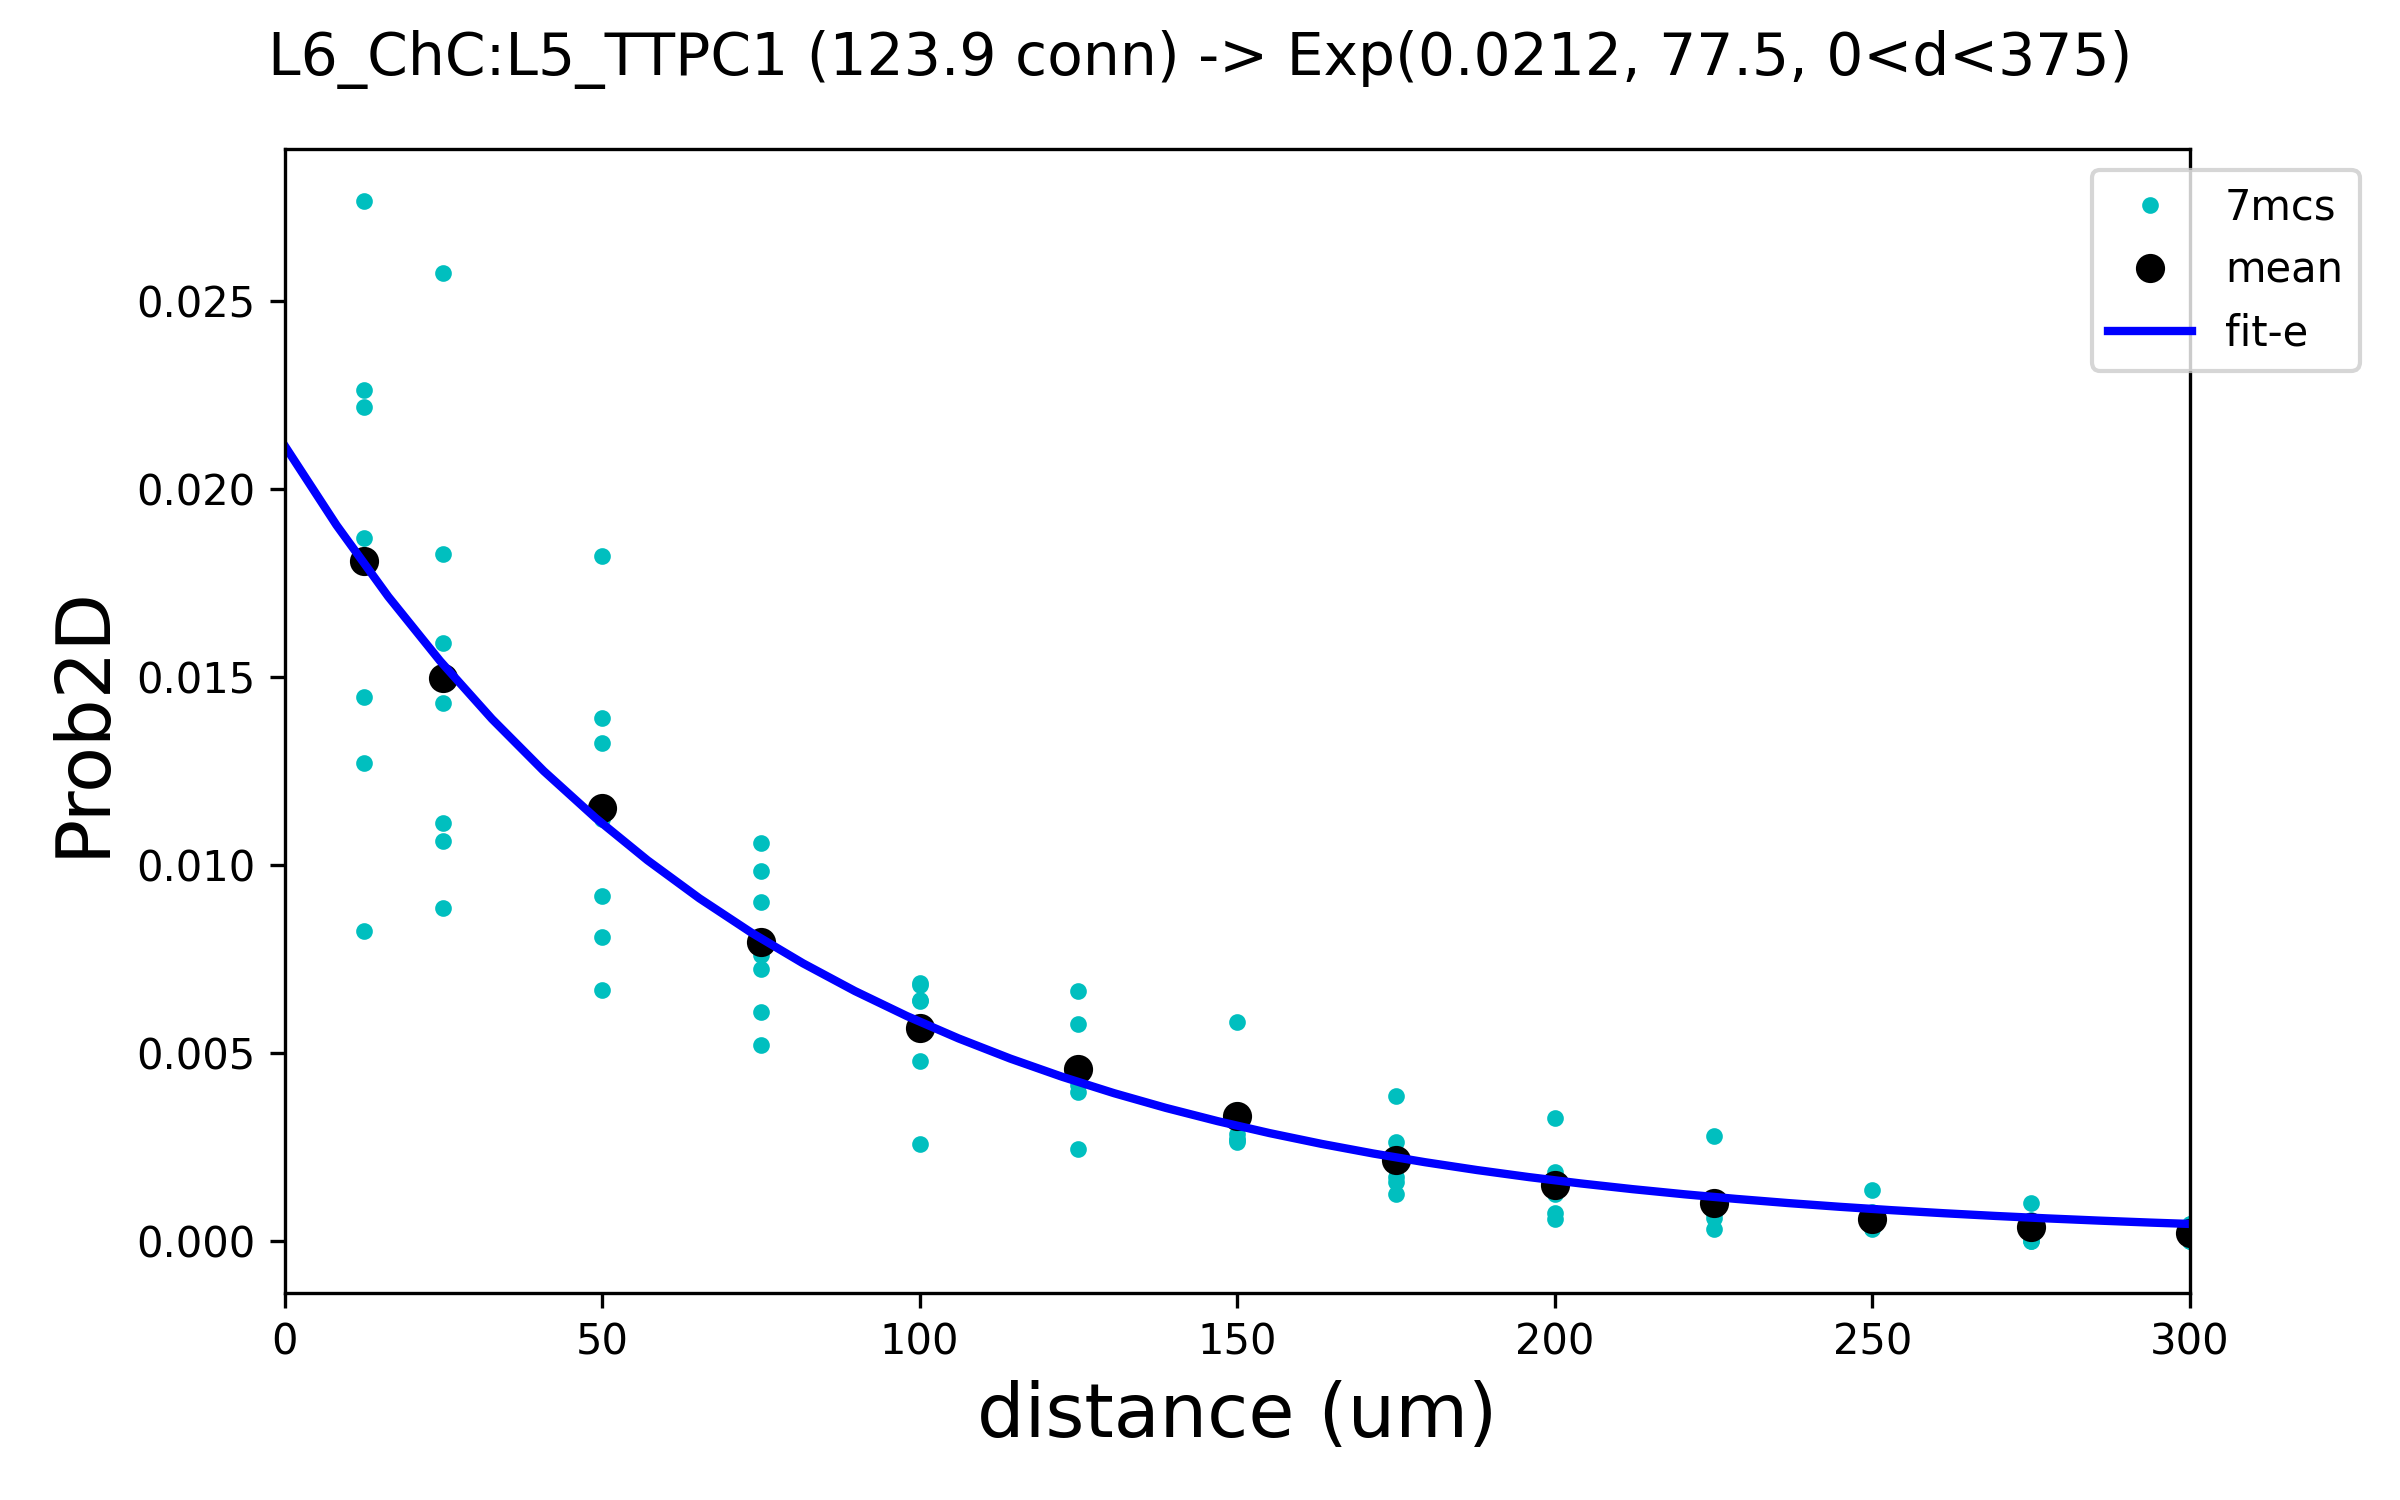 L6_ChC:L5_TTPC1 (123.9 conn) -> Exp(0.0212, 77.5, 0<d<375)
7mcs
mean
fit-e
0.025
0.020
0.015
0.010
0.005
0.000
Prob2D
0 50 100 150 200 250 300
distance (um)